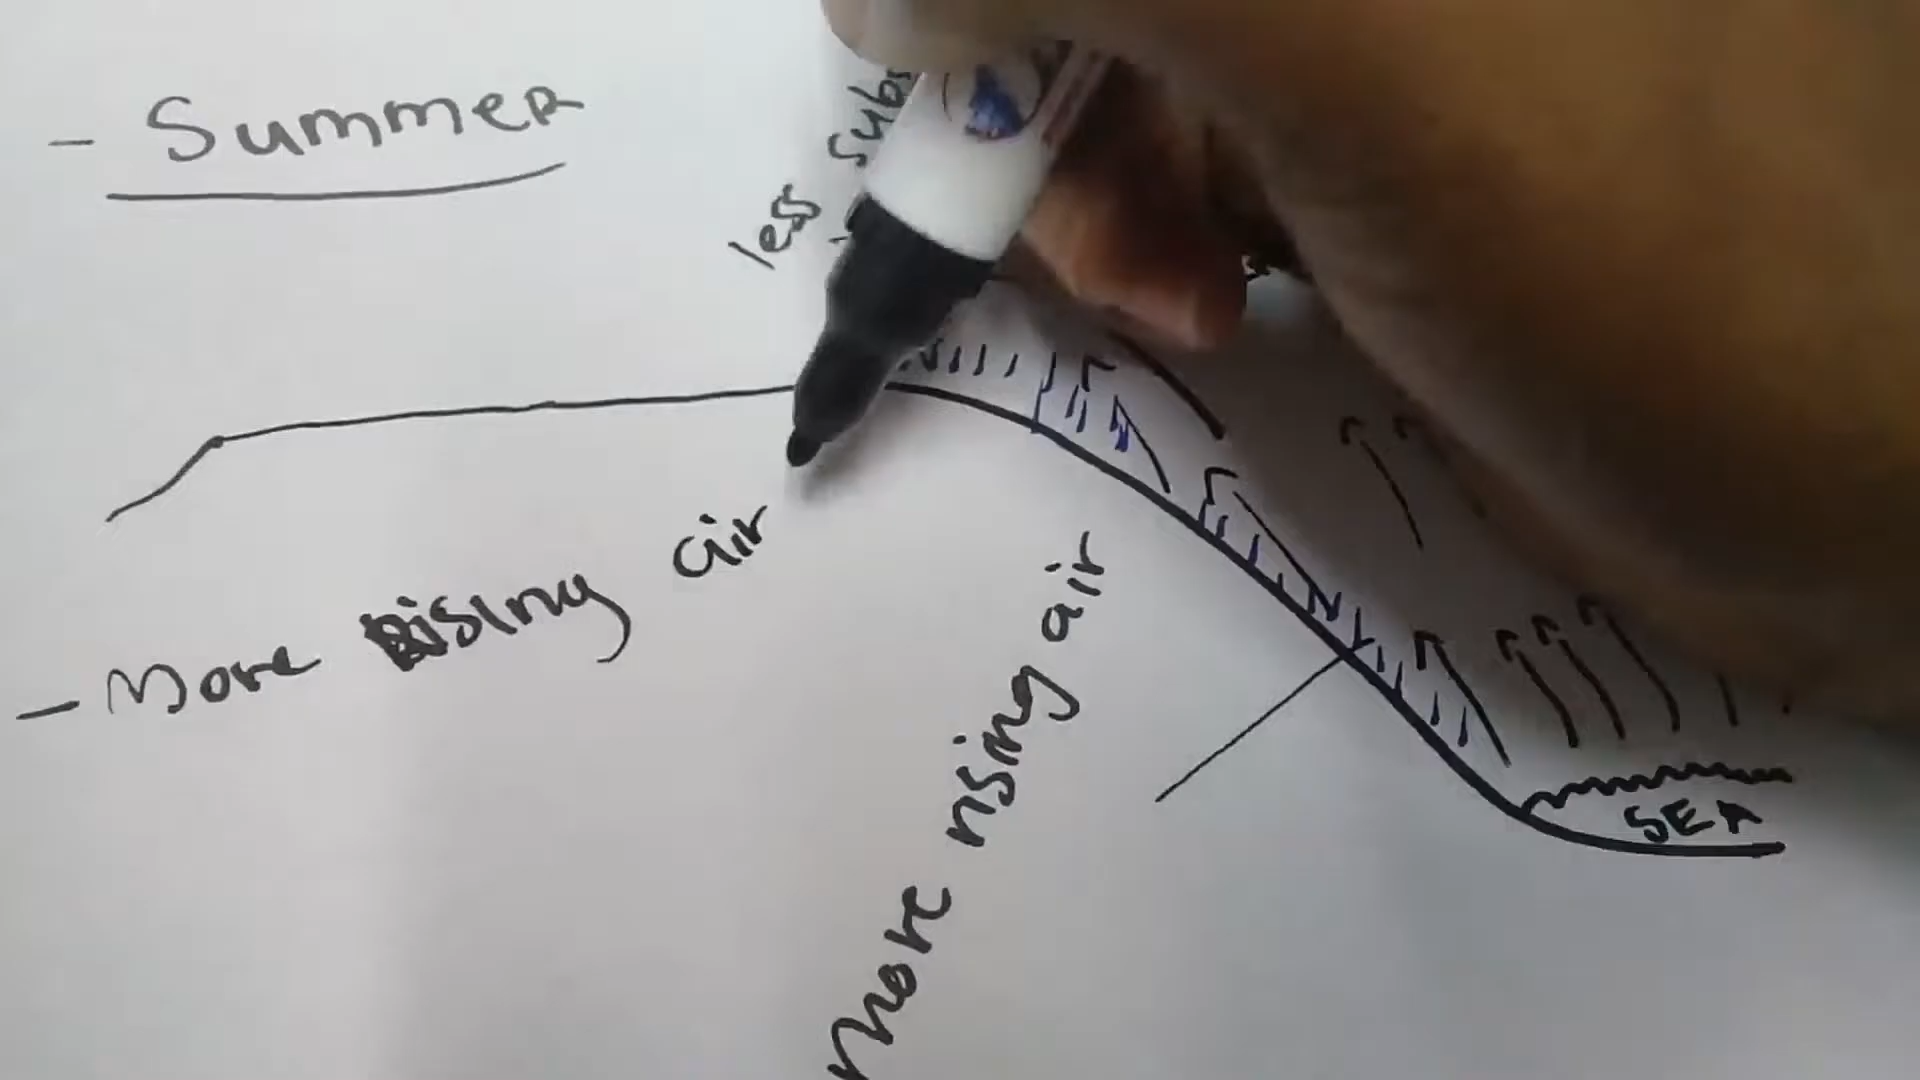 - Summer
less
- More Rising air
More rising air
SEA